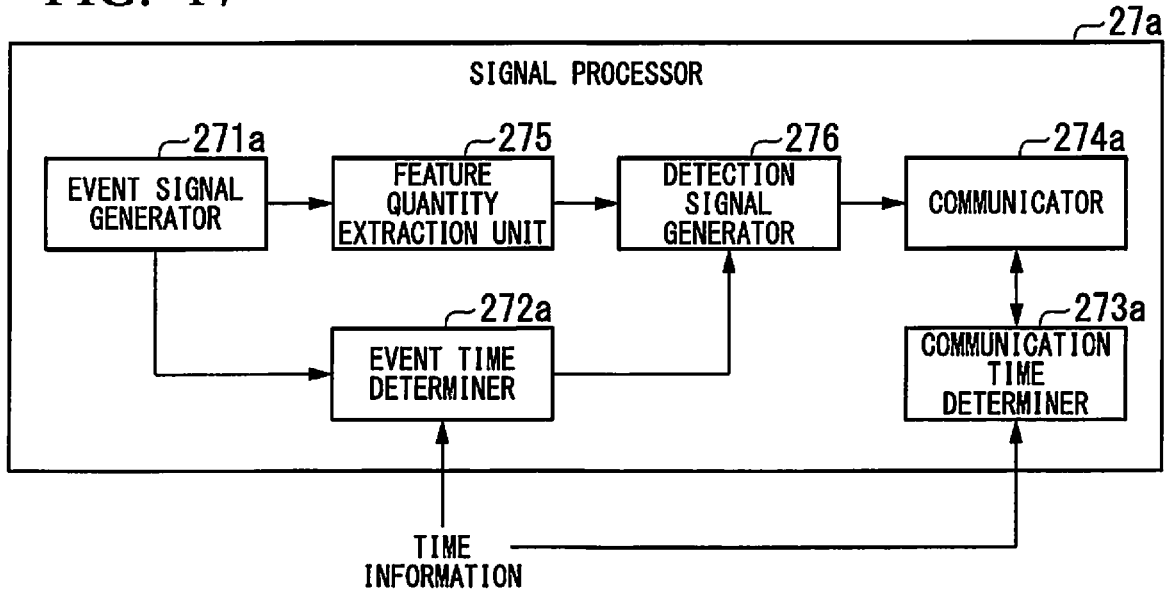 27a
SIGNAL PROCESSOR
271a
275
276
274a
EVENT SIGNAL
GENERATOR
FEATURE
QUANTITY
EXTRACTION UNIT
DETECTION
SIGNAL
GENERATOR
COMMUNICATOR
272a
273a
EVENT TIME
DETERMINER
COMMUNICATION
TIME
DETERMINER
TIME
INFORMATION